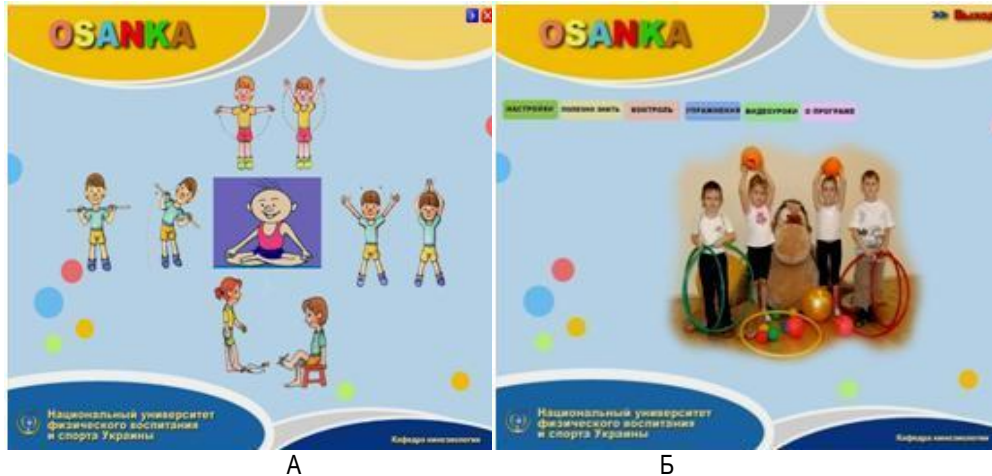 OSANKA
Национальный университет
физического воспитания
и спорта Украины
Кафедра кинезиологии
А
OSANKA
>> Выход
НАСТРОЙКИ ПОЛЕЗНО ЗНАТЬ КОНТРОЛЬ УПРАЖНЕНИЯ ВИДЕОУРОКИ О ПРОГРАМЕ
Национальный университет
физического воспитания
и спорта Украины
Кафедра кинезиологии
Б